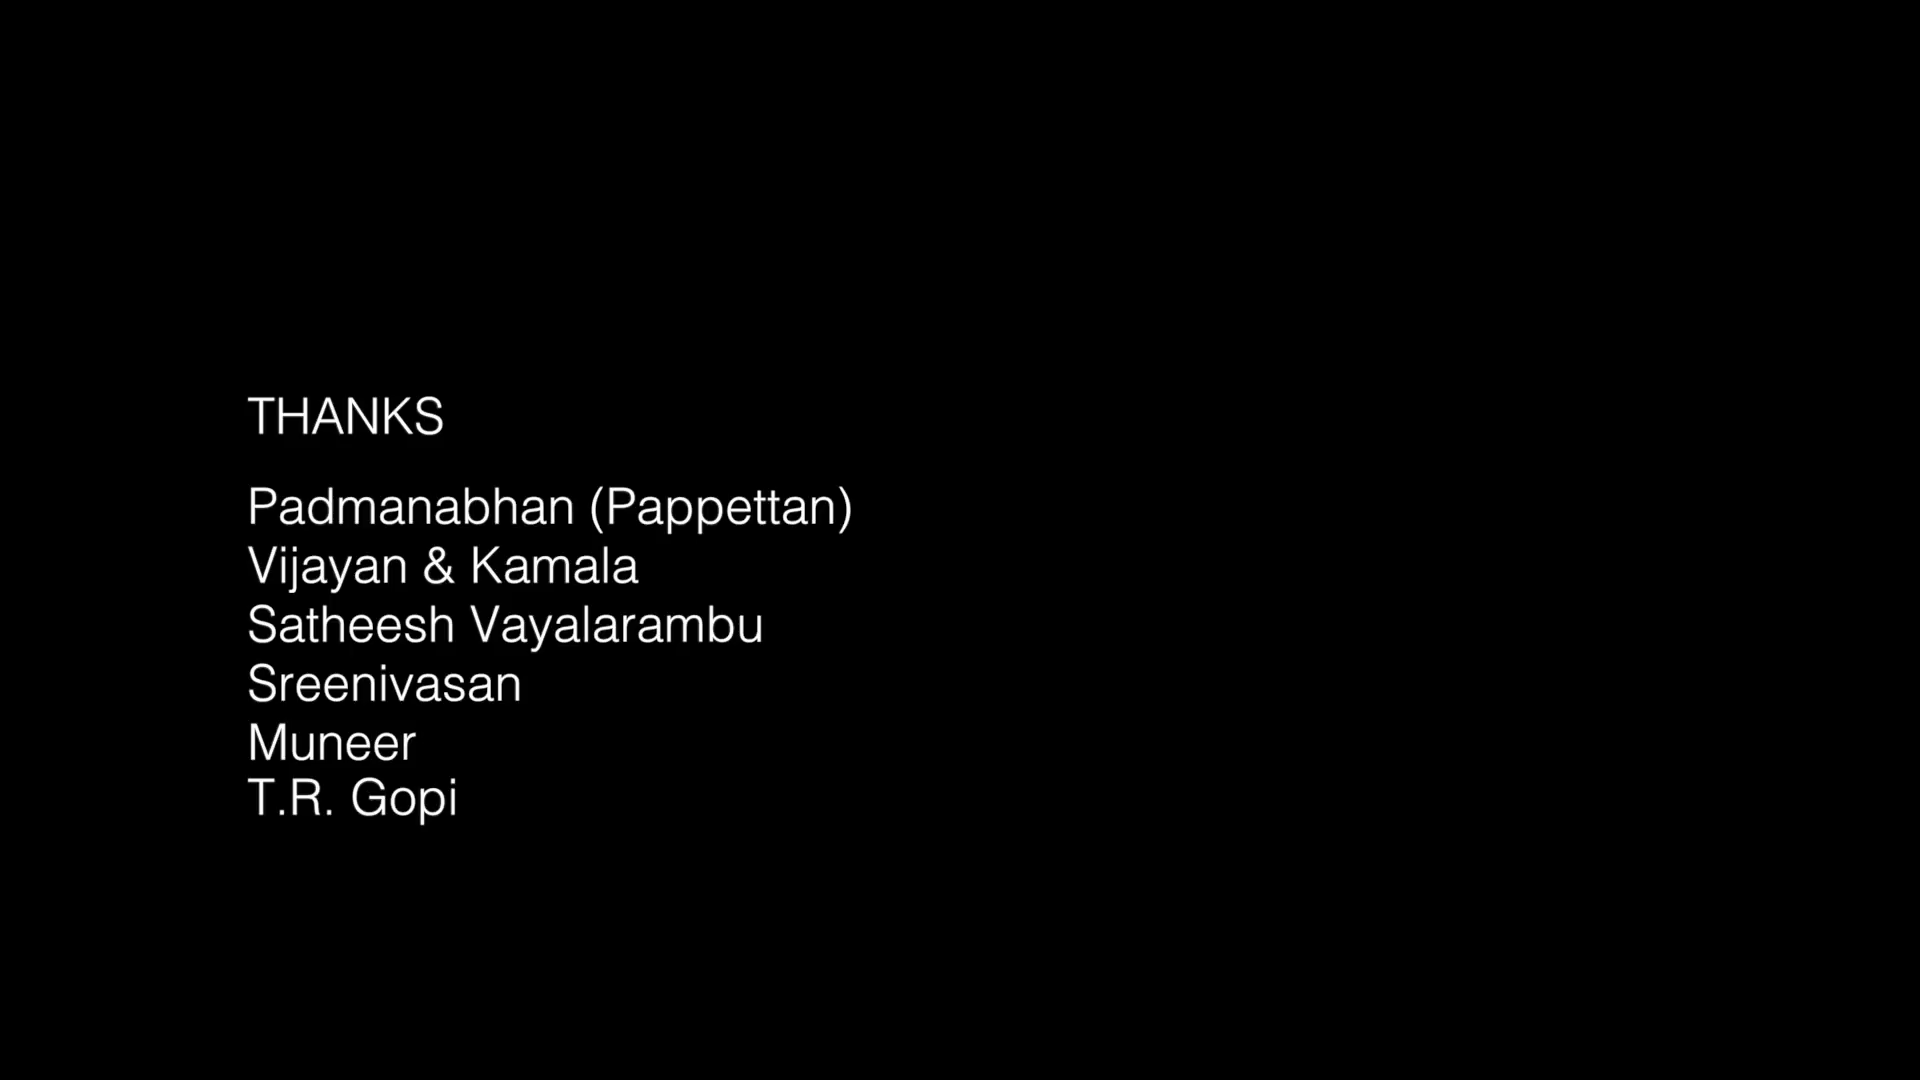 THANKS
Padmanabhan (Pappettan)
Vijayan & Kamala
Satheesh Vayalarambu
Sreenivasan
Muneer
T.R. Gopi